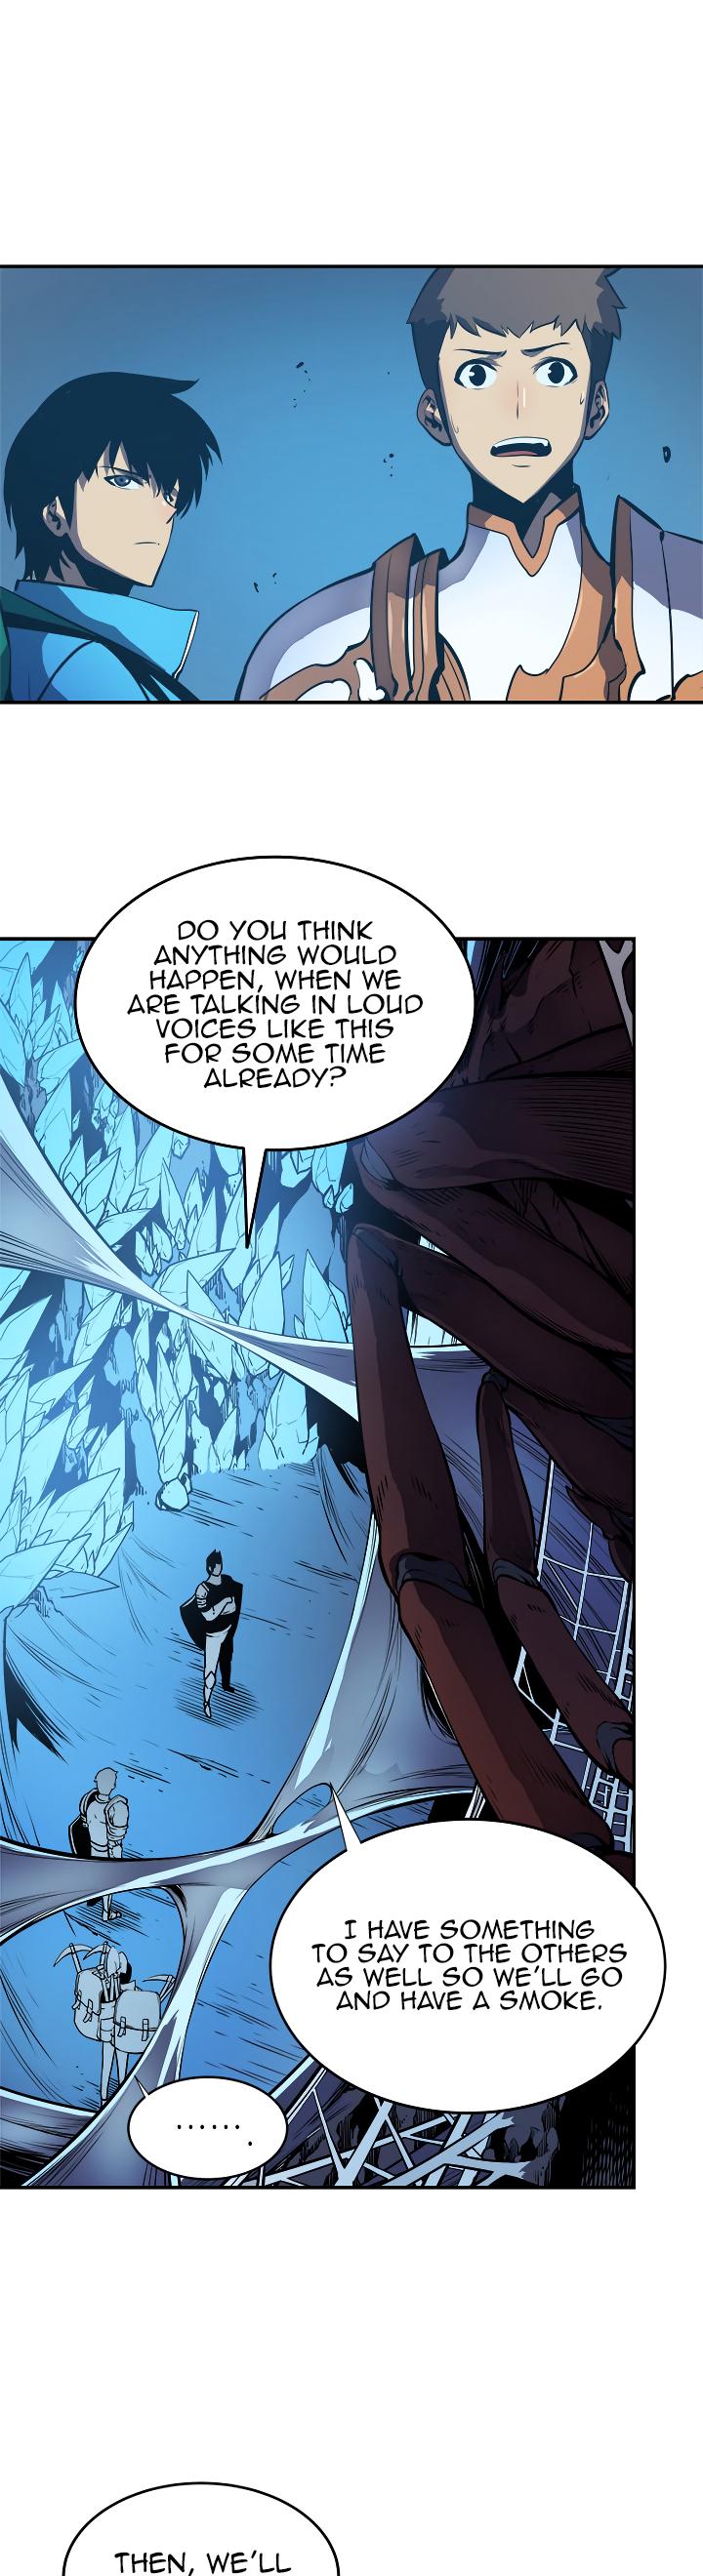 DO YOU THINK
ANYTHING WOULD
HAPPEN, WHEN WE
ARE TALKING IN LOUD
VOICES LIKE THIS
FOR SOME TIME
ALREADY?
I HAVE SOMETHING
TO SAY TO THE OTHERS
AS WELL SO WE'LL GO
AND HAVE A SMOKE.
.......
THEN, WE'LL